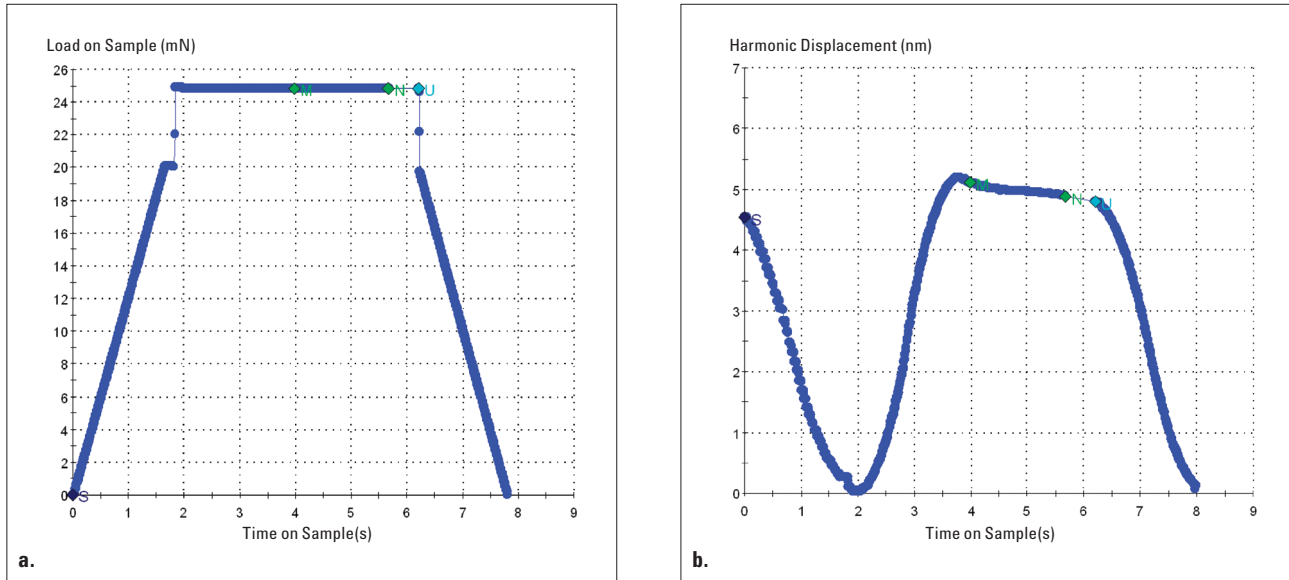 Load on Sample (mN)
26
24
22
20
18
16
14
12
10
8
6
4
2
0
M
N
U
S
0 1 2 3 4 5 6 7 8 9
Time on Sample(s)
a.
Harmonic Displacement (nm)
7
6
5
4
3
2
1
0
S
M
N
U
0 1 2 3 4 5 6 7 8 9
Time on Sample(s)
b.